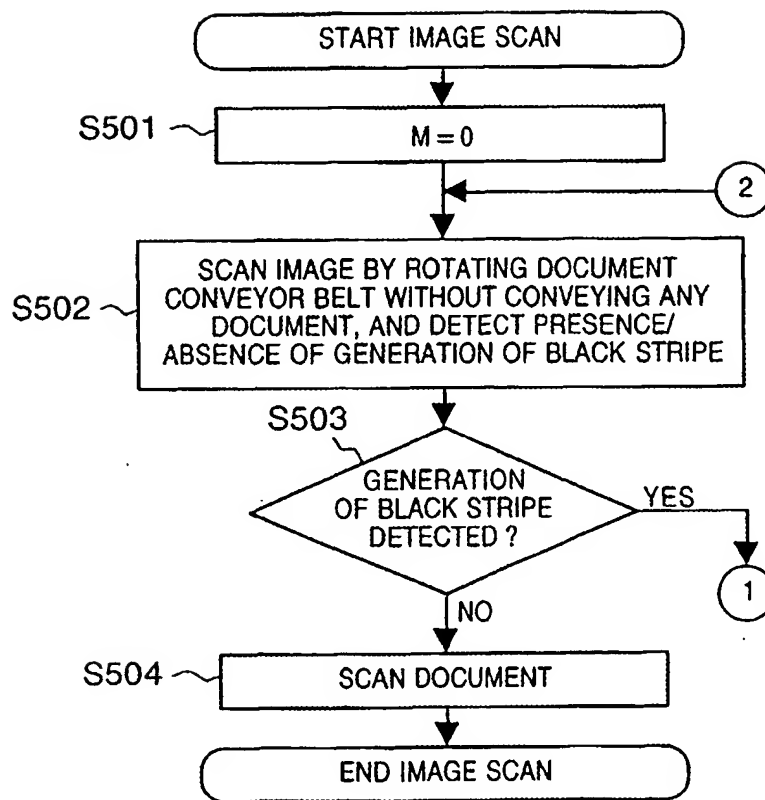 START IMAGE SCAN
S501
M = 0
2
SCAN IMAGE BY ROTATING DOCUMENT
CONVEYOR BELT WITHOUT CONVEYING ANY
DOCUMENT, AND DETECT PRESENCE/
ABSENCE OF GENERATION OF BLACK STRIPE
S502
S503
GENERATION
OF BLACK STRIPE
DETECTED ?
YES
1
NO
S504
SCAN DOCUMENT
END IMAGE SCAN